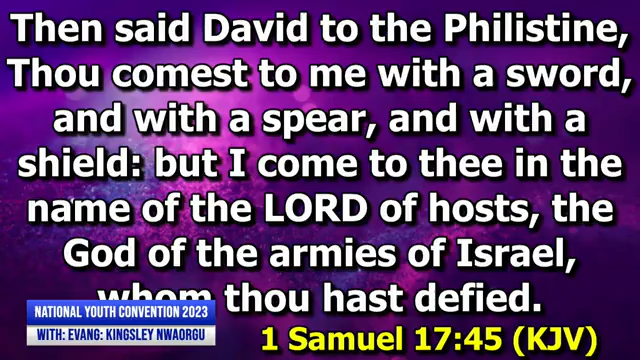 Then said David to the Philistine,
Thou comest to me with a sword,
and with a spear, and with a
shield: but I come to thee in the
name of the LORD of hosts, the
God of the armies of Israel,
whom thou hast defied.
NATIONAL YOUTH CONVENTION 2023
WITH: EVANG: KINGSLEY NWAORGU
1 Samuel 17:45 (KJV)